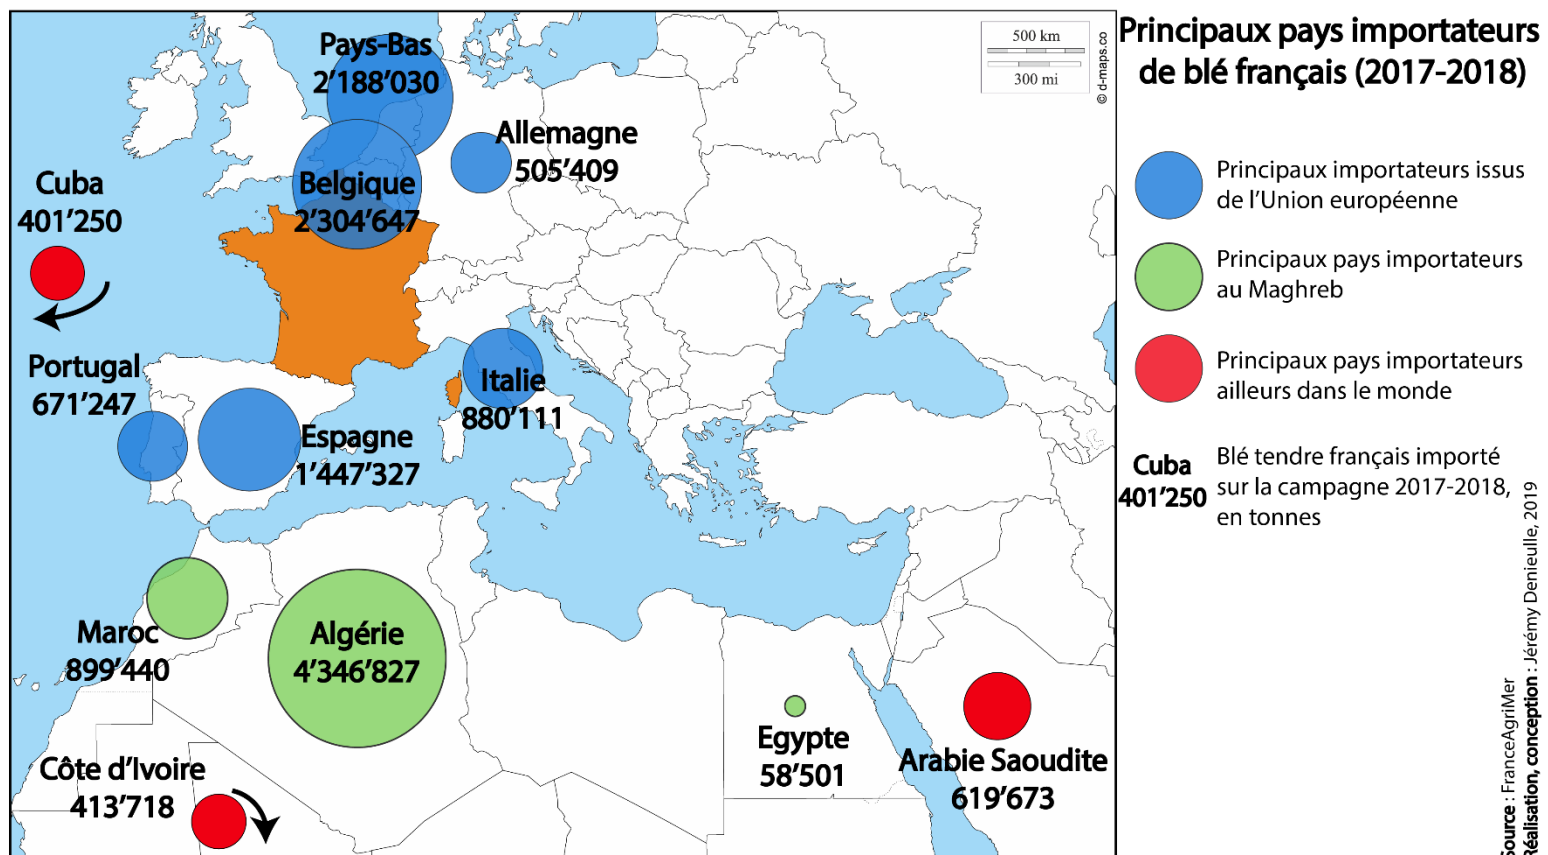 Principaux pays importateurs
de blé français (2017-2018)
500 km
300 mi
© d-maps.co
Pays-Bas
2'188'030
Allemagne
505'409
Belgique
2'304'647
Cuba
401'250
Portugal
671'247
Italie
880'111
Espagne
1'447'327
Maroc
899'440
Algérie
4'346'827
Egypte
58'501
Arabie Saoudite
619'673
Côte d'Ivoire
413'718
Principaux importateurs issus
de l'Union européenne
Principaux pays importateurs
au Maghreb
Principaux pays importateurs
ailleurs dans le monde
Cuba
401'250
Blé tendre français importé
sur la campagne 2017-2018,
en tonnes
Source : FranceAgriMer
Réalisation, conception : Jérémy Denieulle, 2019